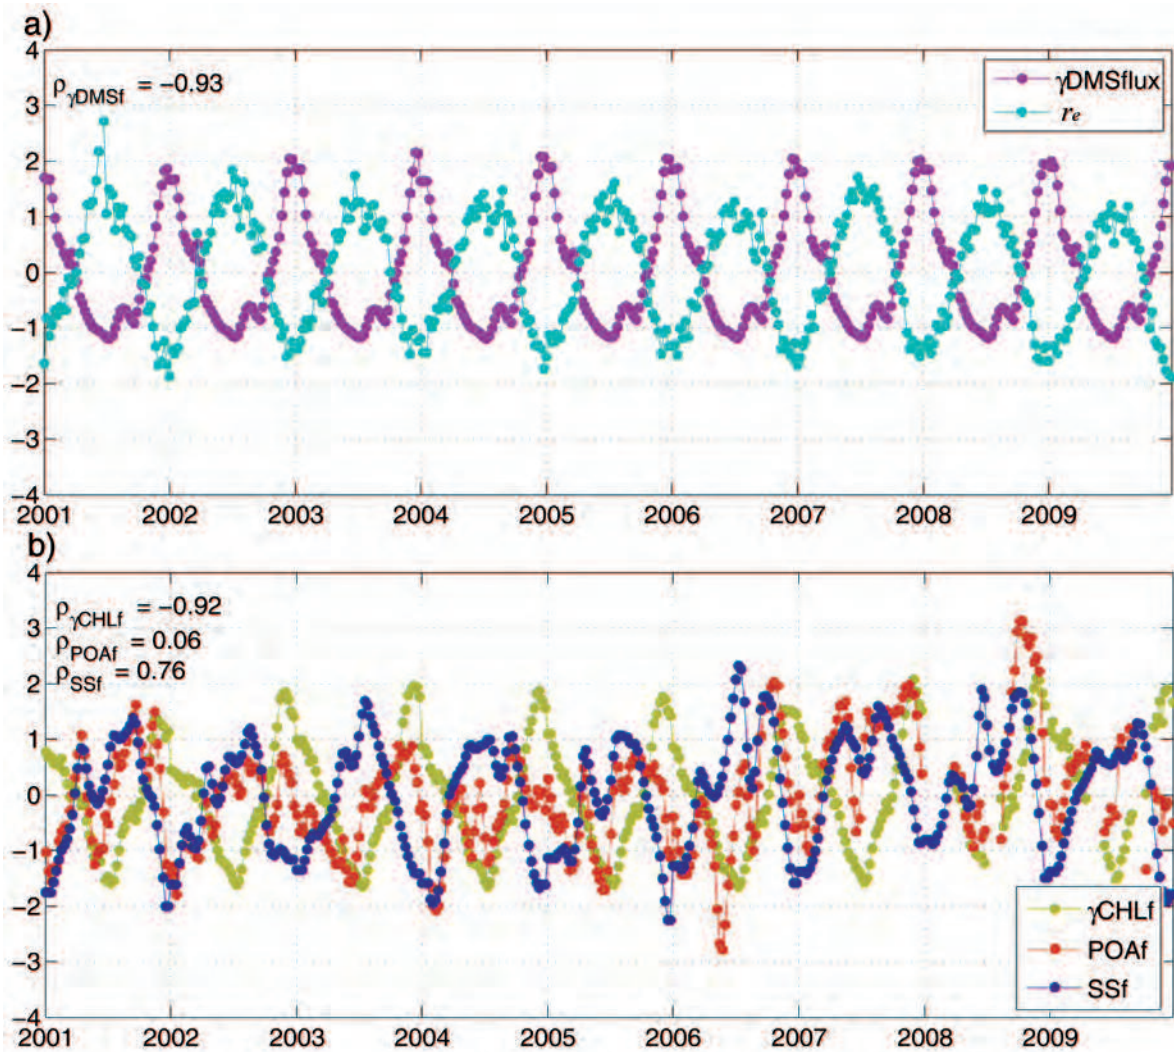 a)
4
3
2
1
0
−1
−2
−3
−4
ργDMSf = −0.93
γDMSflux
re
2001 2002 2003 2004 2005 2006 2007 2008 2009
b)
4
3
2
1
0
−1
−2
−3
−4
ργCHLf = −0.92
ρPOAf = 0.06
ρSSf = 0.76
γCHLf
POAf
SSf
2001 2002 2003 2004 2005 2006 2007 2008 2009